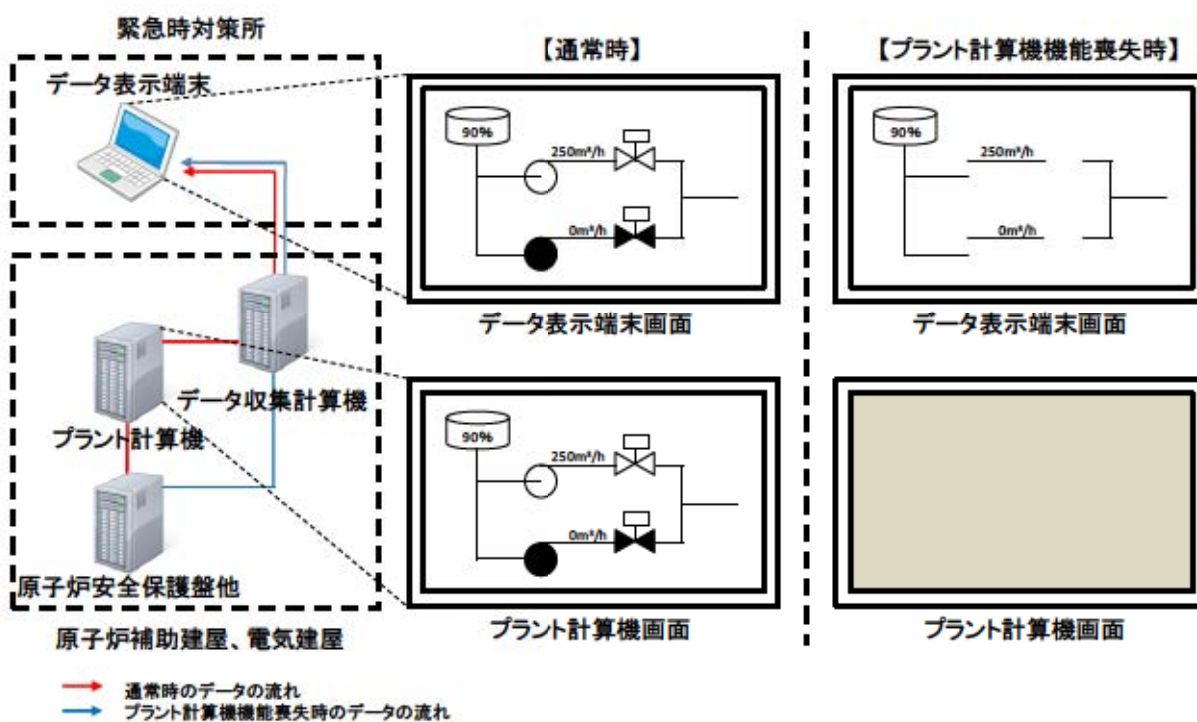 緊急時対策所
データ表示端末
データ収集計算機
プラント計算機
原子炉安全保護盤他
原子炉補助建屋、電気建屋
【通常時】
90%
250m³/h
0m³/h
データ表示端末画面
90%
250m³/h
0m³/h
プラント計算機画面
【プラント計算機機能喪失時】
90%
250m³/h
0m³/h
データ表示端末画面
プラント計算機画面
通常時のデータの流れ
プラント計算機機能喪失時のデータの流れ